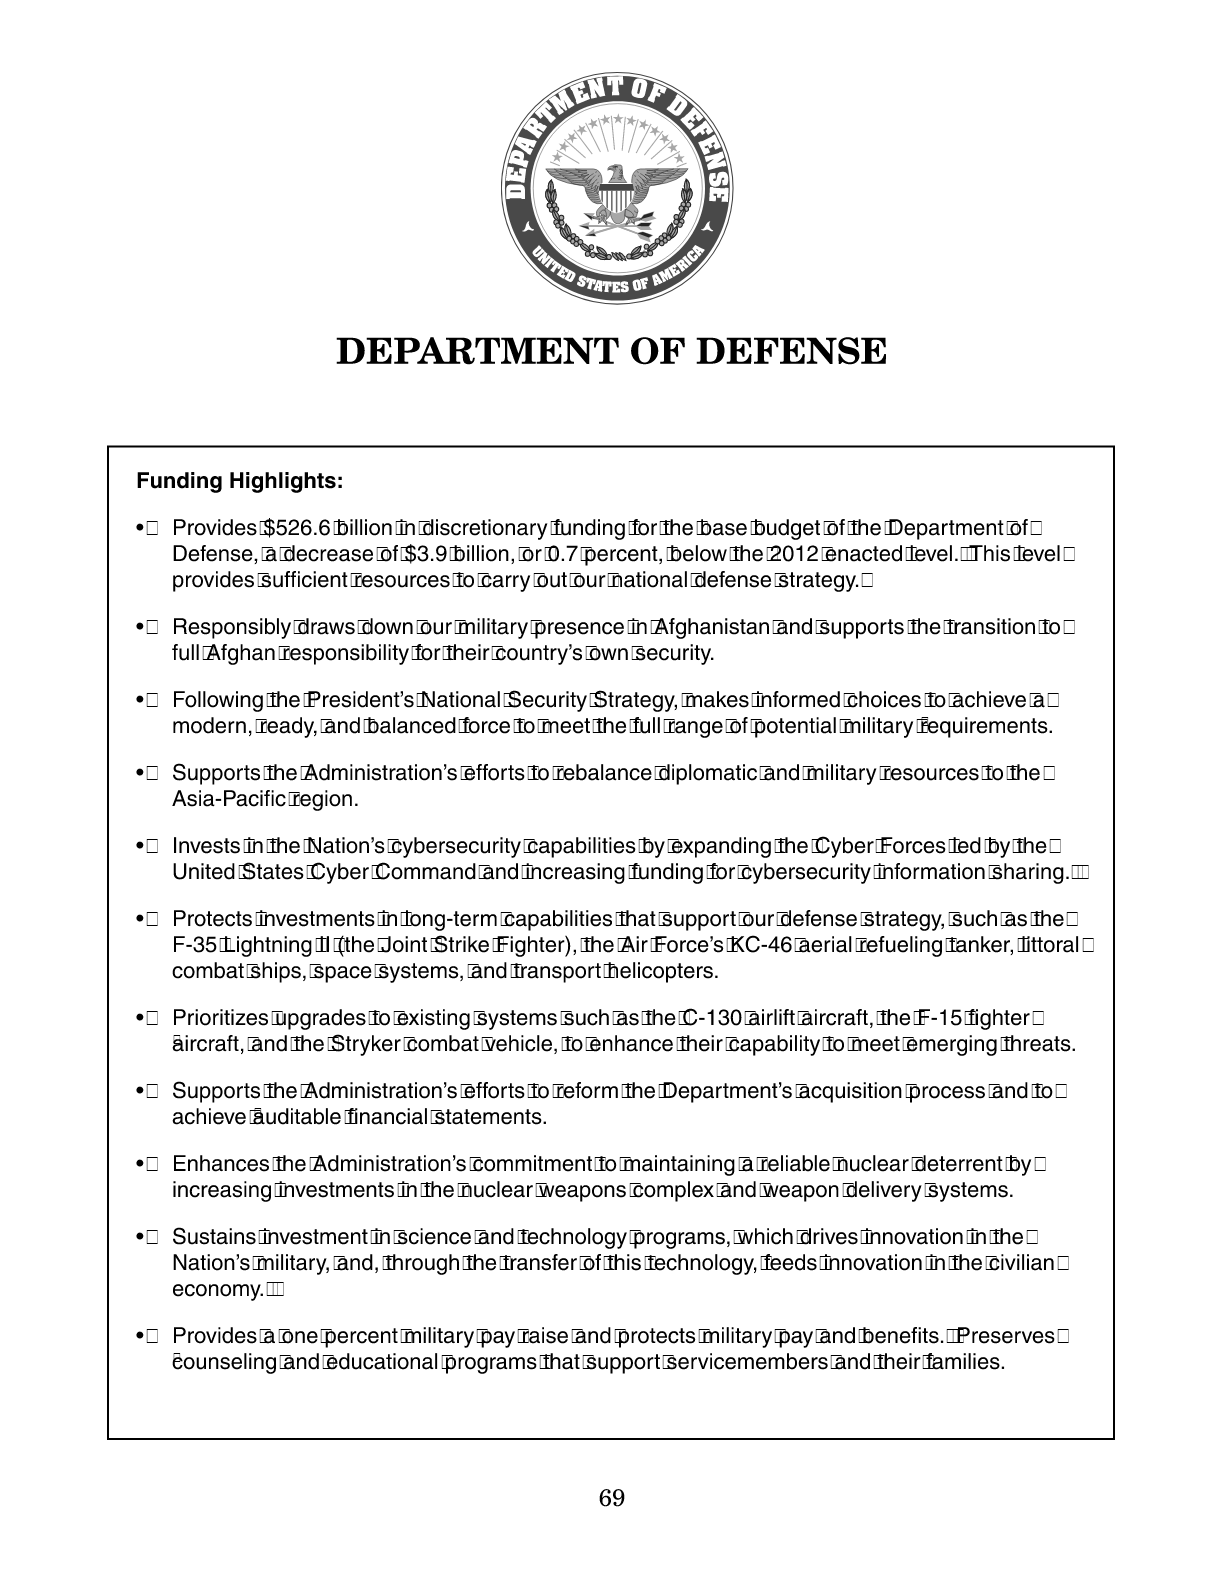 DEPARTMENT OF DEFENSE
UNITED STATES OF AMERICA
DEPARTMENT OF DEFENSE
Funding Highlights:
• Provides $526.6 billion in discretionary funding for the base budget of the Department of
Defense, a decrease of $3.9 billion, or 0.7 percent, below the 2012 enacted level. This level
provides sufficient resources to carry out our national defense strategy.
• Responsibly draws down our military presence in Afghanistan and supports the transition to
full Afghan responsibility for their country’s own security.
• Following the President’s National Security Strategy, makes informed choices to achieve a
modern, ready, and balanced force to meet the full range of potential military requirements.
• Supports the Administration’s efforts to rebalance diplomatic and military resources to the
Asia-Pacific region.
• Invests in the Nation’s cybersecurity capabilities by expanding the Cyber Forces led by the
United States Cyber Command and increasing funding for cybersecurity information sharing.
• Protects investments in long-term capabilities that support our defense strategy, such as the
F-35 Lightning II (the Joint Strike Fighter), the Air Force’s KC-46 aerial refueling tanker, littoral
combat ships, space systems, and transport helicopters.
• Prioritizes upgrades to existing systems such as the C-130 airlift aircraft, the F-15 fighter
aircraft, and the Stryker combat vehicle, to enhance their capability to meet emerging threats.
• Supports the Administration’s efforts to reform the Department’s acquisition process and to
achieve auditable financial statements.
• Enhances the Administration’s commitment to maintaining a reliable nuclear deterrent by
increasing investments in the nuclear weapons complex and weapon delivery systems.
• Sustains investment in science and technology programs, which drives innovation in the
Nation’s military, and, through the transfer of this technology, feeds innovation in the civilian
economy.
• Provides a one percent military pay raise and protects military pay and benefits. Preserves
counseling and educational programs that support servicemembers and their families.
69